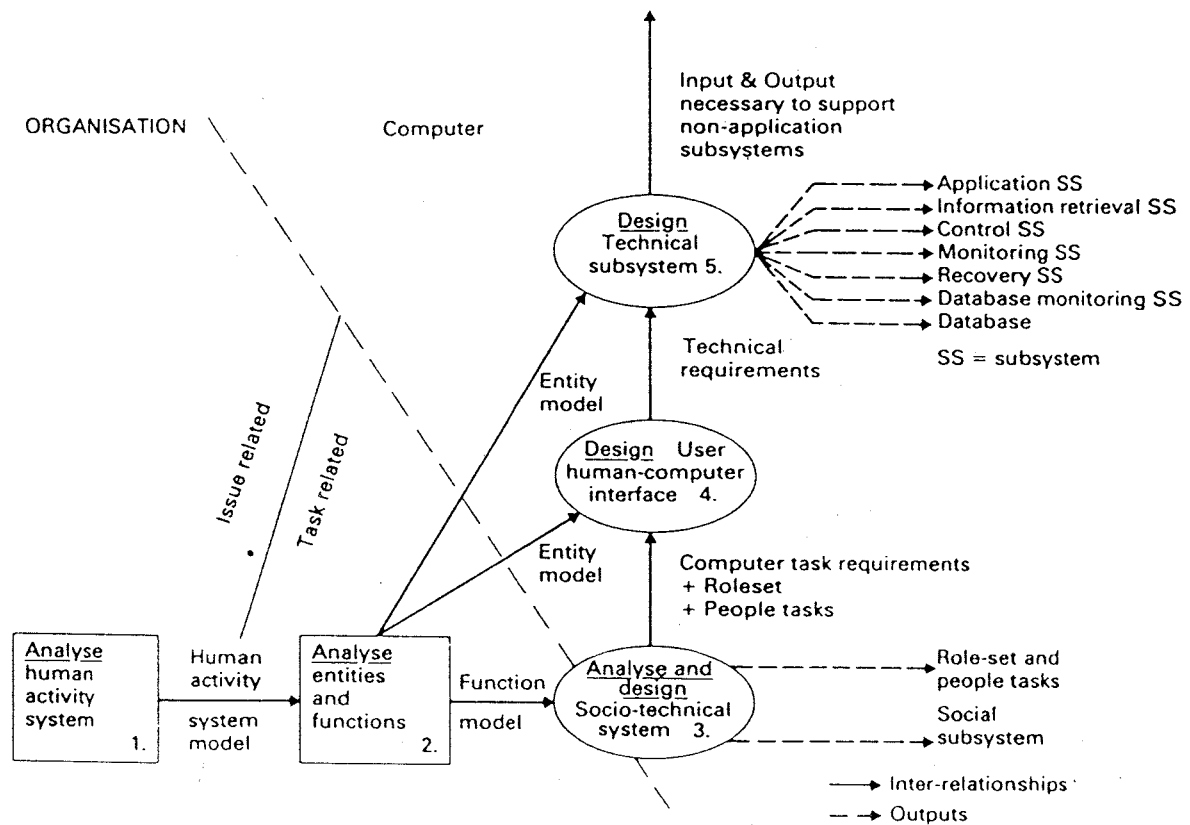 Input & Output
necessary to support
non-application
subsystems
ORGANISATION
Computer
Design
Technical
subsystem 5.
Application SS
Information retrieval SS
Control SS
Monitoring SS
Recovery SS
Database monitoring SS
Database
SS = subsystem
Technical
requirements
Entity
model
Issue related
Task related
Design User
human-computer
interface 4.
Entity
model
Computer task requirements
+ Roleset
+ People tasks
Analyse
human
activity
system
1.
Human
activity
system
model
Analyse
entities
and
functions
2.
Function
model
Analyse and
design
Socio-technical
system 3.
Role-set and
people tasks
Social
subsystem
Inter-relationships
Outputs